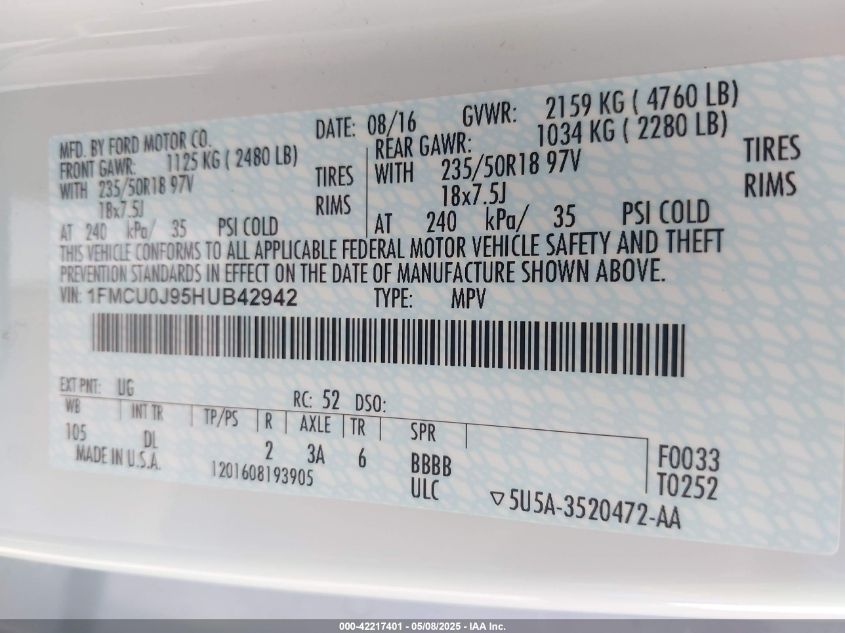 MFD. BY FORD MOTOR CO.
DATE: 08/16 GVWR: 2159 KG ( 4760 LB)
FRONT GAWR: 1125 KG ( 2480 LB) REAR GAWR: 1034 KG ( 2280 LB)
WITH 235/50R18 97V TIRES WITH 235/50R18 97V TIRES
18x7.5J RIMS 18x7.5J RIMS
AT 240 kPa/ 35 PSI COLD AT 240 kPa/ 35 PSI COLD
THIS VEHICLE CONFORMS TO ALL APPLICABLE FEDERAL MOTOR VEHICLE SAFETY AND THEFT
PREVENTION STANDARDS IN EFFECT ON THE DATE OF MANUFACTURE SHOWN ABOVE.
VIN: 1FMCU0J95HUB42942 TYPE: MPV
EXT PNT: UG RC: 52 DSO:
WB INT TR TP/PS R AXLE TR SPR
105 DL 2 3A 6 BBBB F0033
MADE IN U.S.A. 1201608193905 ULC T0252
▽5U5A-3520472-AA
000-42217401 - 05/08/2025 - IAA Inc.